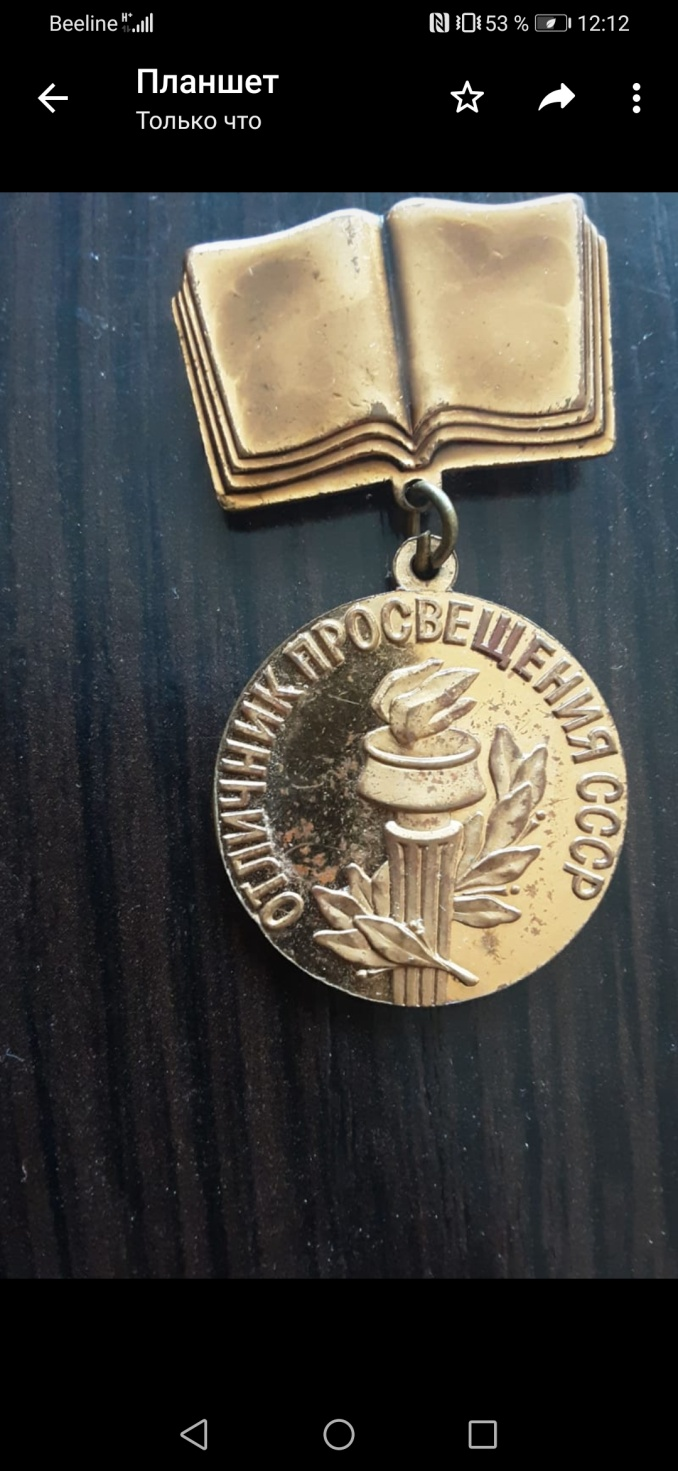 Beeline H+ 53 % 12:12
Планшет
Только что
ОТЛИЧНИК ПРОСВЕЩЕНИЯ СССР